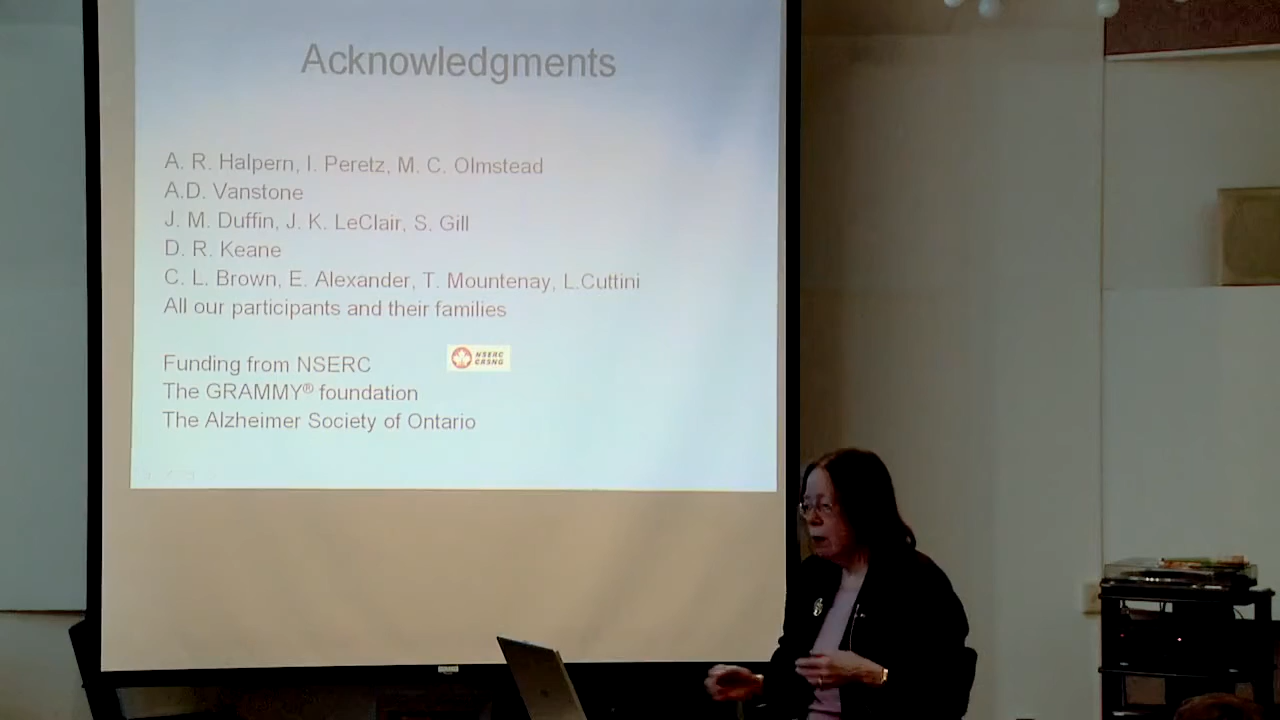 Acknowledgments
A. R. Halpern, I. Peretz, M. C. Olmstead
A.D. Vanstone
J. M. Duffin, J. K. LeClair, S. Gill
D. R. Keane
C. L. Brown, E. Alexander, T. Mountenay, L.Cuttini
All our participants and their families
Funding from NSERC
NSERC
CRSNG
The GRAMMY® foundation
The Alzheimer Society of Ontario